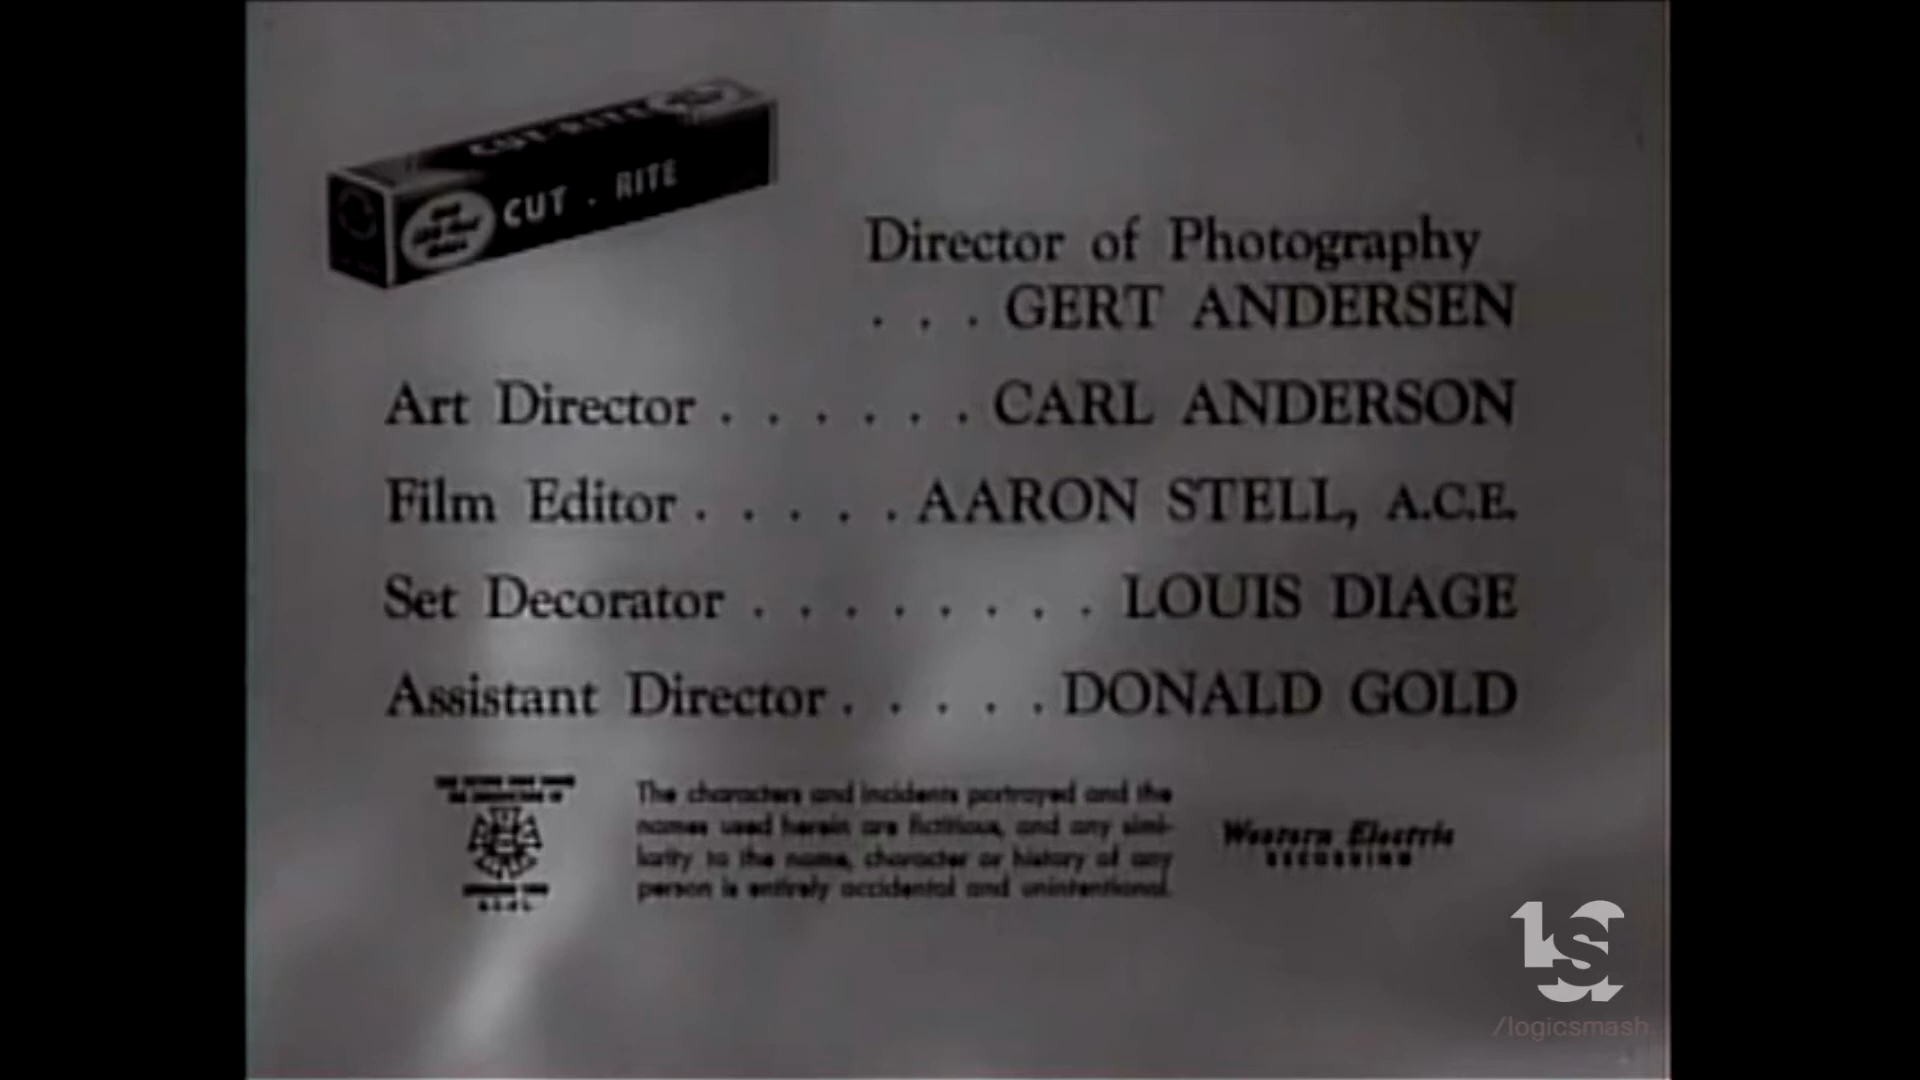 CUT-RITE
CUT . RITE
Director of Photography
. . . GERT ANDERSEN
Art Director . . . . . . CARL ANDERSON
Film Editor . . . . . AARON STELL, A.C.E.
Set Decorator . . . . . . . . LOUIS DIAGE
Assistant Director . . . . . DONALD GOLD
The characters and incidents portrayed and the
names used herein are fictitious, and any simi-
larity to the name, character or history of any
person is entirely accidental and unintentional.
Western Electric
RECORDING
/logicsmash